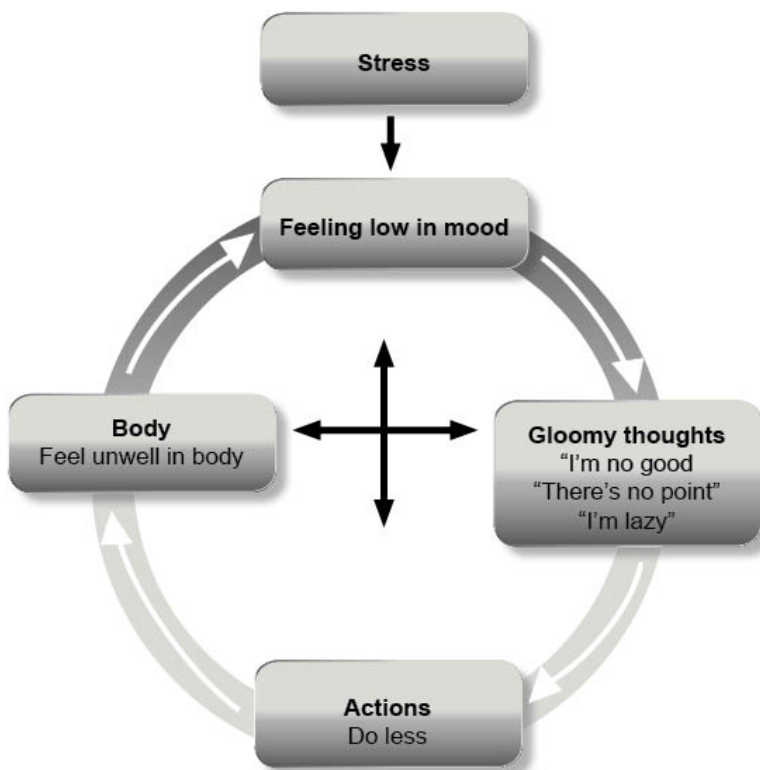 Stress
Feeling low in mood
Body
Feel unwell in body
Gloomy thoughts
“I’m no good
“There’s no point”
“I’m lazy”
Actions
Do less